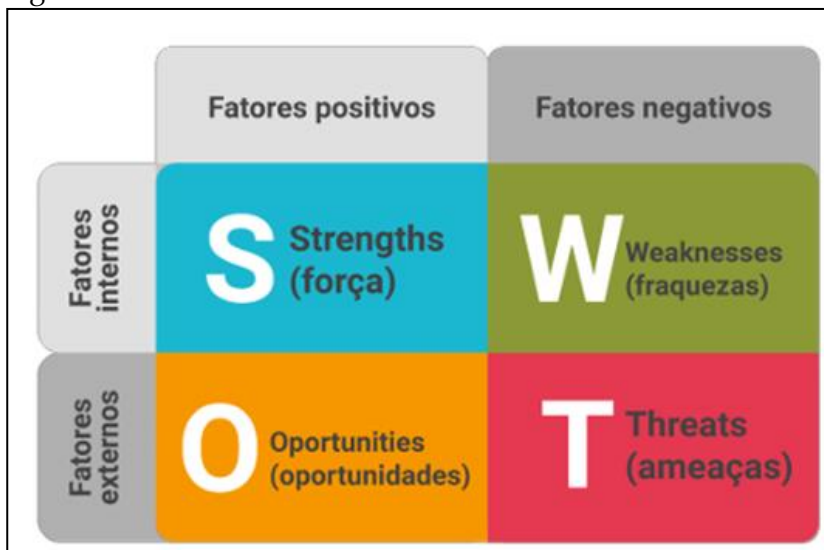 Fatores positivos
Fatores negativos
Fatores
internos
S
Strengths
(força)
W
Weaknesses
(fraquezas)
Fatores
externos
O
Oportunities
(oportunidades)
T
Threats
(ameaças)